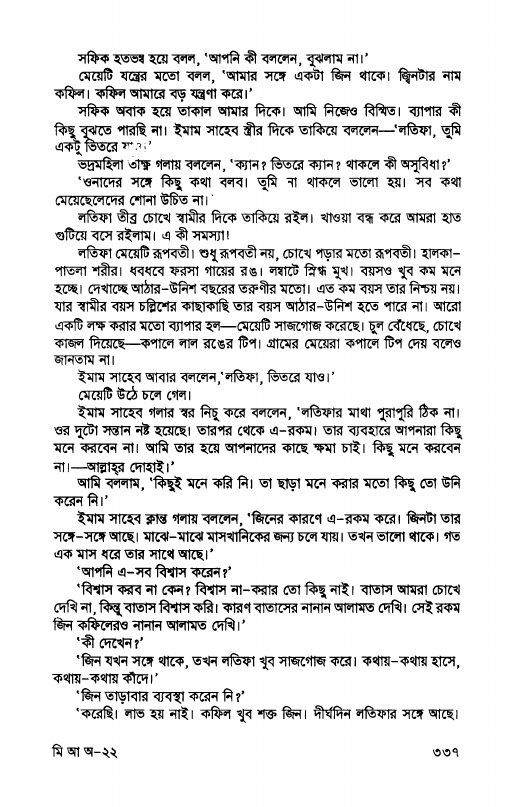 সফিক হতভম্ব হয়ে বলল, ‘আপনি কী বললেন, বুঝলাম না।’
মেয়েটি যন্ত্রের মতো বলল, ‘আমার সঙ্গে একটা জিন থাকে। জ্বিনটার নাম
কফিল। কফিল আমারে বড় যন্ত্রণা করে।’
সফিক অবাক হয়ে তাকাল আমার দিকে। আমি নিজেও বিস্মিত। ব্যাপার কী
কিছু বুঝতে পারছি না। ইমাম সাহেব স্ত্রীর দিকে তাকিয়ে বললেন—‘লতিফা, তুমি
একটু ভিতরে যাও।’
ভদ্রমহিলা তীক্ষ্ণ গলায় বললেন, ‘ক্যান? ভিতরে ক্যান? থাকলে কী অসুবিধা?’
‘ওনাদের সঙ্গে কিছু কথা বলব। তুমি না থাকলে ভালো হয়। সব কথা
মেয়েছেলেদের শোনা উচিত না।’
লতিফা তীব্র চোখে স্বামীর দিকে তাকিয়ে রইল। খাওয়া বন্ধ করে আমরা হাত
গুটিয়ে বসে রইলাম। এ কী সমস্যা!
লতিফা মেয়েটি রূপবতী। শুধু রূপবতী নয়, চোখে পড়ার মতো রূপবতী। হালকা-
পাতলা শরীর। ধবধবে ফরসা গায়ের রঙ। লম্বাটে স্নিগ্ধ মুখ। বয়সও খুব কম মনে
হচ্ছে। দেখাচ্ছে আঠার-উনিশ বছরের তরুণীর মতো। এত কম বয়স তার নিশ্চয় নয়।
যার স্বামীর বয়স চল্লিশের কাছাকাছি তার বয়স আঠার-উনিশ হতে পারে না। আরো
একটি লক্ষ করার মতো ব্যাপার হল—মেয়েটি সাজগোজ করেছে। চুল বেঁধেছে, চোখে
কাজল দিয়েছে—কপালে লাল রঙের টিপ। গ্রামের মেয়েরা কপালে টিপ দেয় বলেও
জানতাম না।
ইমাম সাহেব আবার বললেন,‘লতিফা, ভিতরে যাও।’
মেয়েটি উঠে চলে গেল।
ইমাম সাহেব গলার স্বর নিচু করে বললেন, ‘লতিফার মাথা পুরাপুরি ঠিক না।
ওর দুটো সন্তান নষ্ট হয়েছে। তারপর থেকে এ-রকম। তার ব্যবহারে আপনারা কিছু
মনে করবেন না। আমি তার হয়ে আপনাদের কাছে ক্ষমা চাই। কিছু মনে করবেন
না।—আল্লাহ্‌র দোহাই।’
আমি বললাম, ‘কিছুই মনে করি নি। তা ছাড়া মনে করার মতো কিছু তো উনি
করেন নি।’
ইমাম সাহেব ক্লান্ত গলায় বললেন, ‘জিনের কারণে এ-রকম করে। জিনটা তার
সঙ্গে-সঙ্গে আছে। মাঝে-মাঝে মাসখানিকের জন্য চলে যায়। তখন ভালো থাকে। গত
এক মাস ধরে তার সাথে আছে।’
‘আপনি এ-সব বিশ্বাস করেন?’
‘বিশ্বাস করব না কেন? বিশ্বাস না-করার তো কিছু নাই। বাতাস আমরা চোখে
দেখি না, কিন্তু বাতাস বিশ্বাস করি। কারণ বাতাসের নানান আলামত দেখি। সেই রকম
জিন কফিলেরও নানান আলামত দেখি।’
‘কী দেখেন?’
‘জিন যখন সঙ্গে থাকে, তখন লতিফা খুব সাজগোজ করে। কথায়-কথায় হাসে,
কথায়-কথায় কাঁদে।’
‘জিন তাড়াবার ব্যবস্থা করেন নি?’
‘করেছি। লাভ হয় নাই। কফিল খুব শক্ত জিন। দীর্ঘদিন লতিফার সঙ্গে আছে।
মি আ অ-২২
৩৩৭